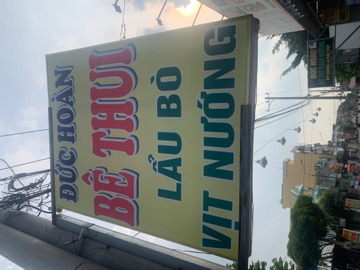 ĐỨC HOÀN
BÊ THUI
LẨU BÒ
VỊT NƯỚNG